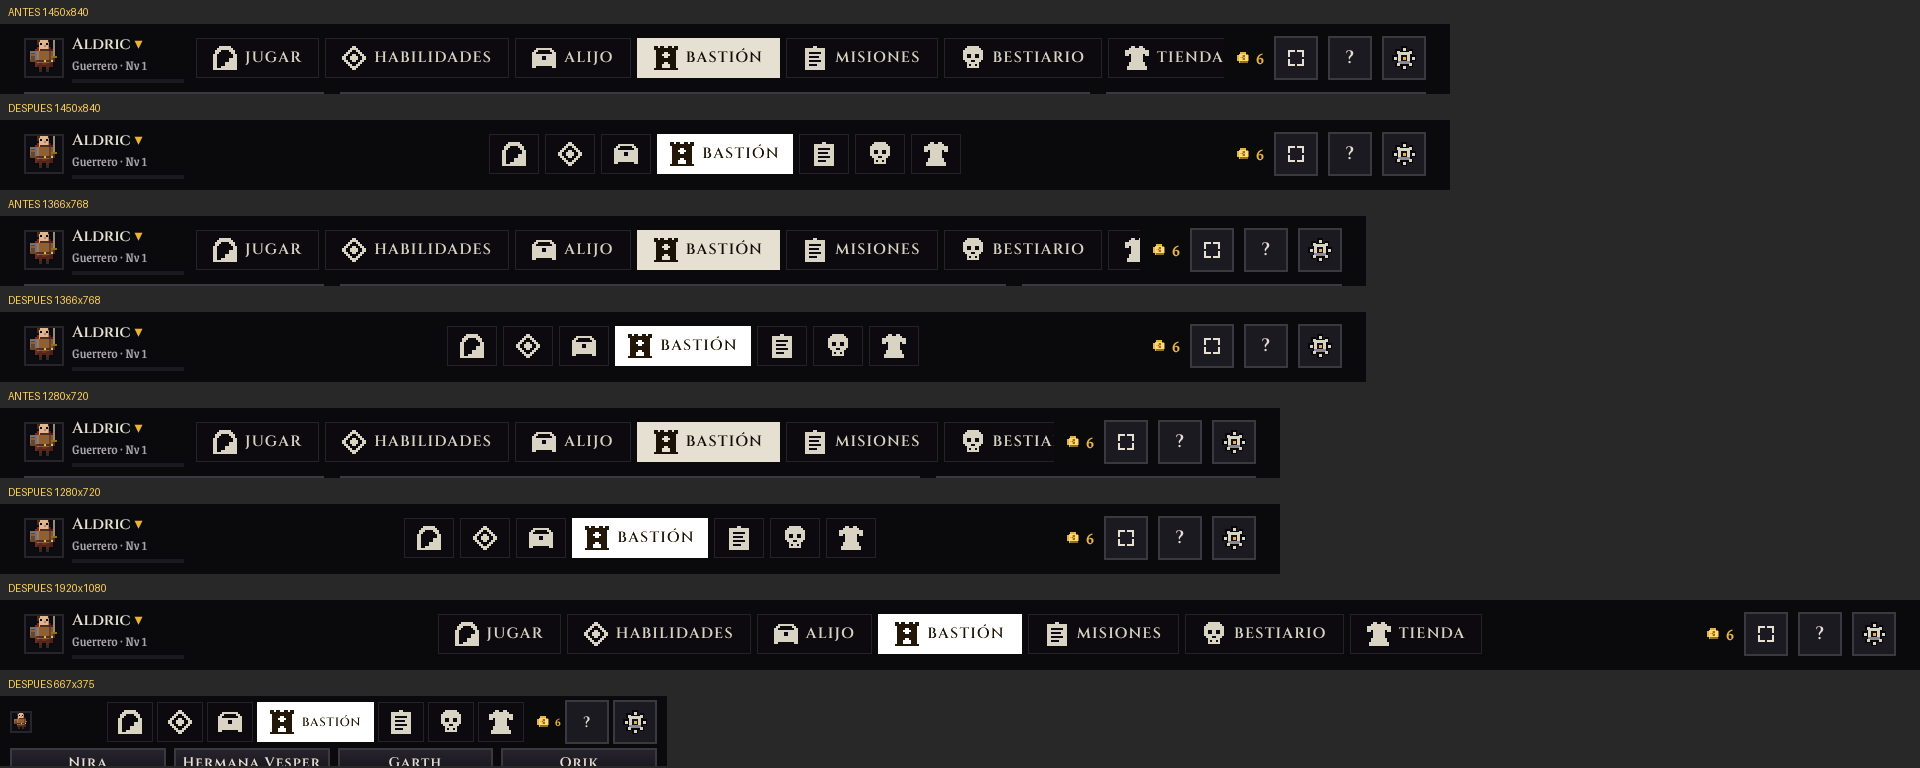 ANTES 1450x840
ALDRIC ▼ JUGAR HABILIDADES ALIJO BASTIÓN MISIONES BESTIARIO TIENDA 6 ?
Guerrero · Nv 1
DESPUES 1450x840
ALDRIC ▼ BASTIÓN 6 ?
Guerrero · Nv 1
ANTES 1366x768
ALDRIC ▼ JUGAR HABILIDADES ALIJO BASTIÓN MISIONES BESTIARIO 6 ?
Guerrero · Nv 1
DESPUES 1366x768
ALDRIC ▼ BASTIÓN 6 ?
Guerrero · Nv 1
ANTES 1280x720
ALDRIC ▼ JUGAR HABILIDADES ALIJO BASTIÓN MISIONES BESTIA 6 ?
Guerrero · Nv 1
DESPUES 1280x720
ALDRIC ▼ BASTIÓN 6 ?
Guerrero · Nv 1
DESPUES 1920x1080
ALDRIC ▼ JUGAR HABILIDADES ALIJO BASTIÓN MISIONES BESTIARIO TIENDA 6 ?
Guerrero · Nv 1
DESPUES 667x375
BASTIÓN 6 ?
NIRA HERMANA VESPER GARTH ORIK